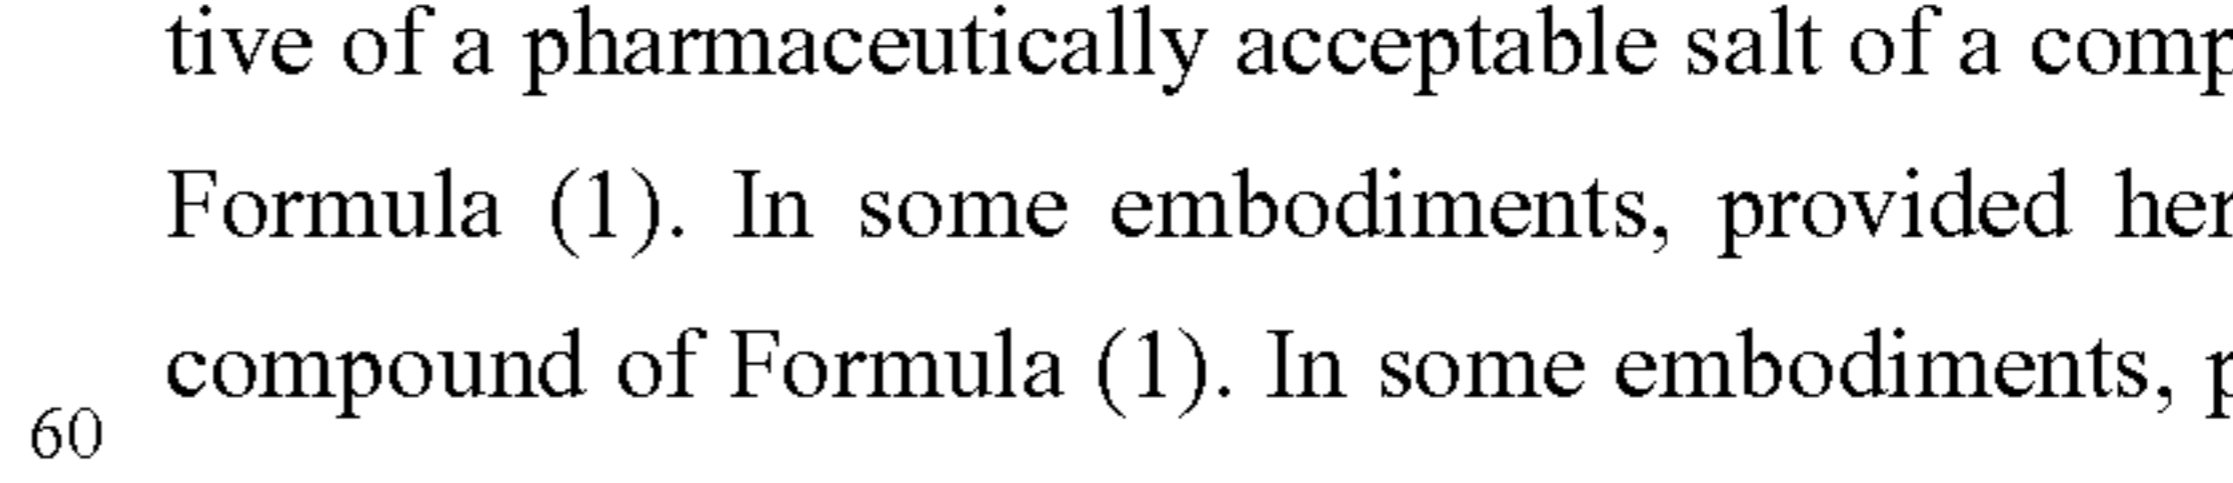 tive of a pharmaceutically acceptable salt of a comp
Formula (1). In some embodiments, provided her
compound of Formula (1). In some embodiments, p
60